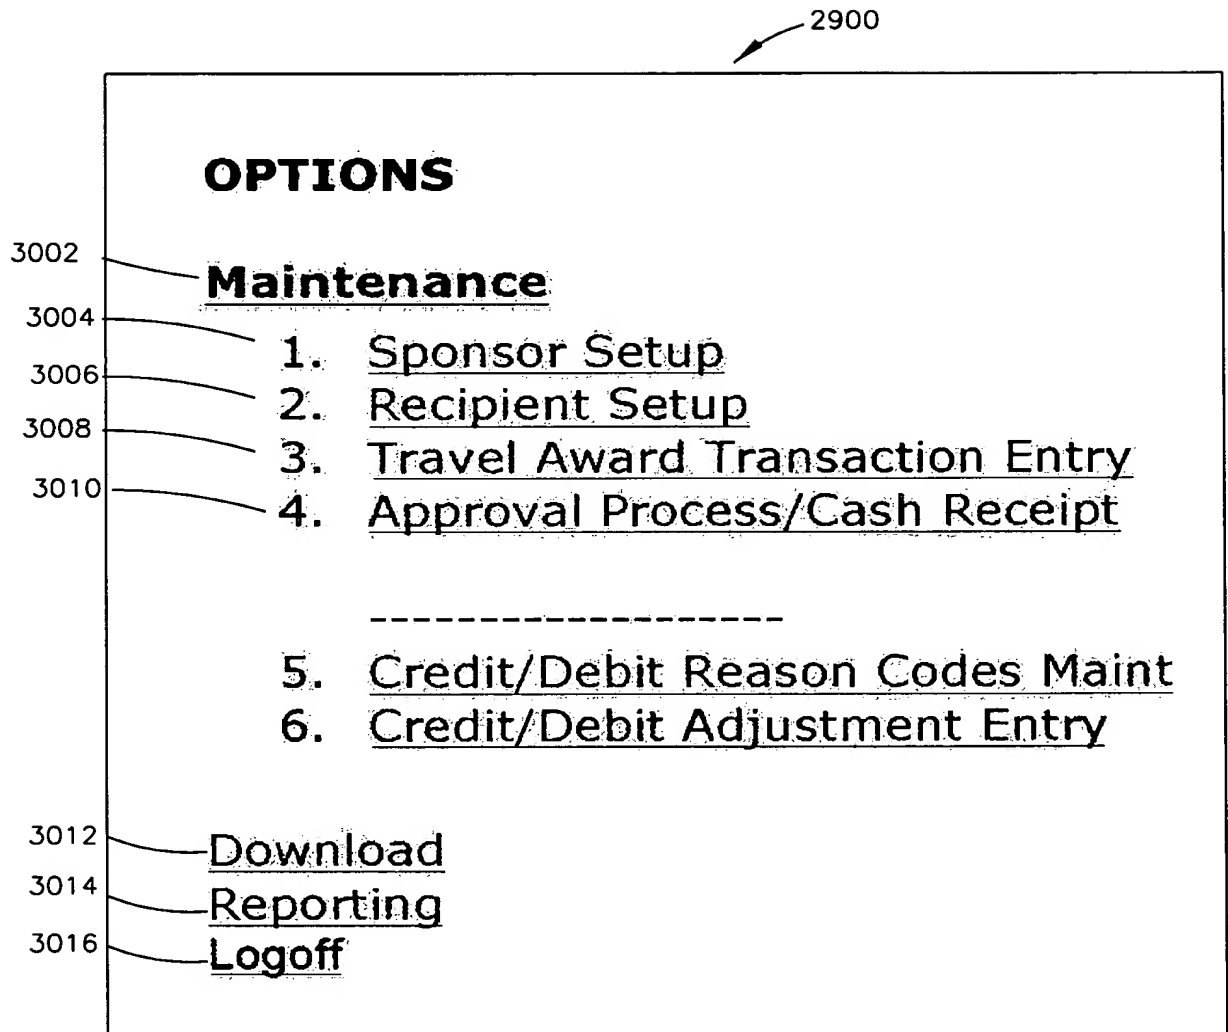 2900
OPTIONS
3002 Maintenance
3004 1. Sponsor Setup
3006 2. Recipient Setup
3008 3. Travel Award Transaction Entry
3010 4. Approval Process/Cash Receipt
-------------------
5. Credit/Debit Reason Codes Maint
6. Credit/Debit Adjustment Entry
3012 Download
3014 Reporting
3016 Logoff